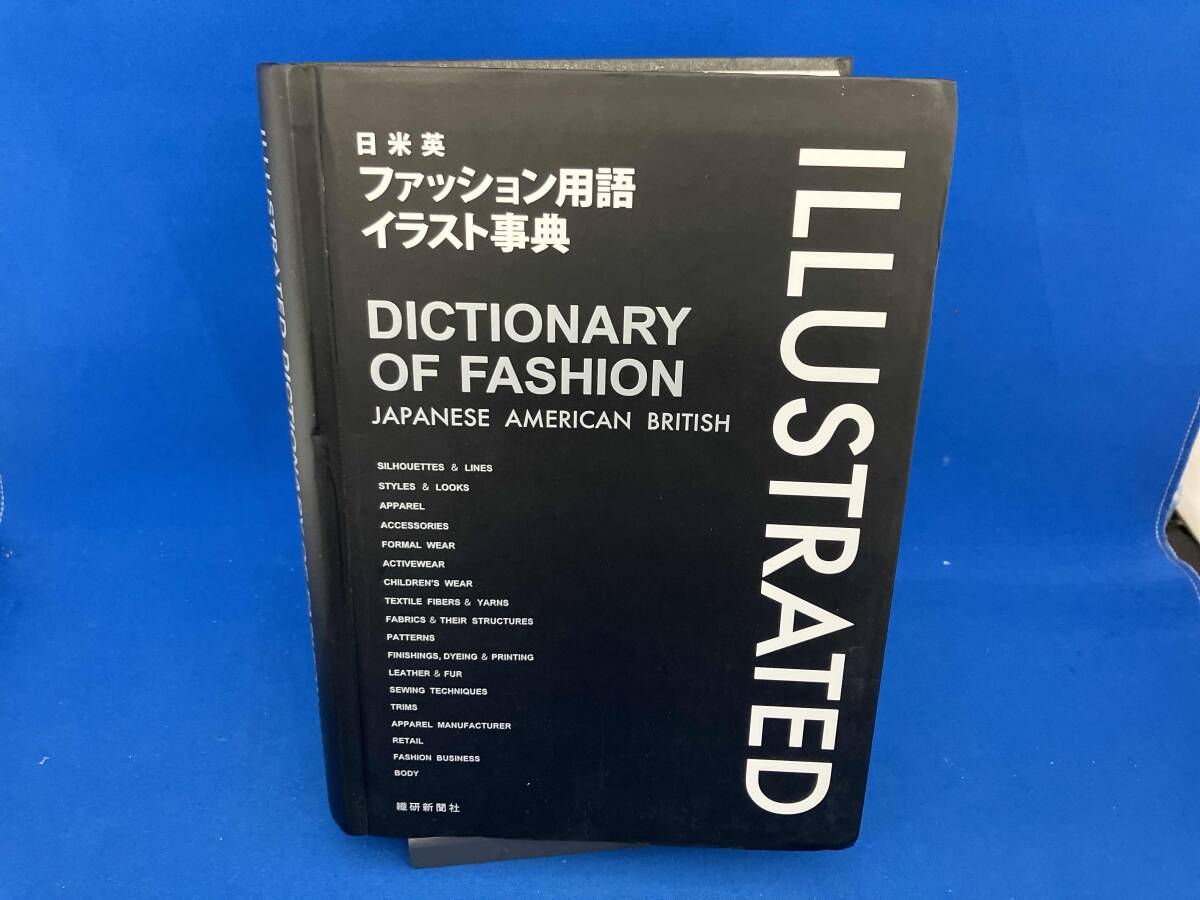 日米英
ファッション用語
イラスト事典
DICTIONARY
OF FASHION
JAPANESE AMERICAN BRITISH
ILLUSTRATED
SILHOUETTES & LINES
STYLES & LOOKS
APPAREL
ACCESSORIES
FORMAL WEAR
ACTIVEWEAR
CHILDREN'S WEAR
TEXTILE FIBERS & YARNS
FABRICS & THEIR STRUCTURES
PATTERNS
FINISHINGS, DYEING & PRINTING
LEATHER & FUR
SEWING TECHNIQUES
TRIMS
APPAREL MANUFACTURER
RETAIL
FASHION BUSINESS
BODY
繊研新聞社
ILLUSTRATED DICTIONARY